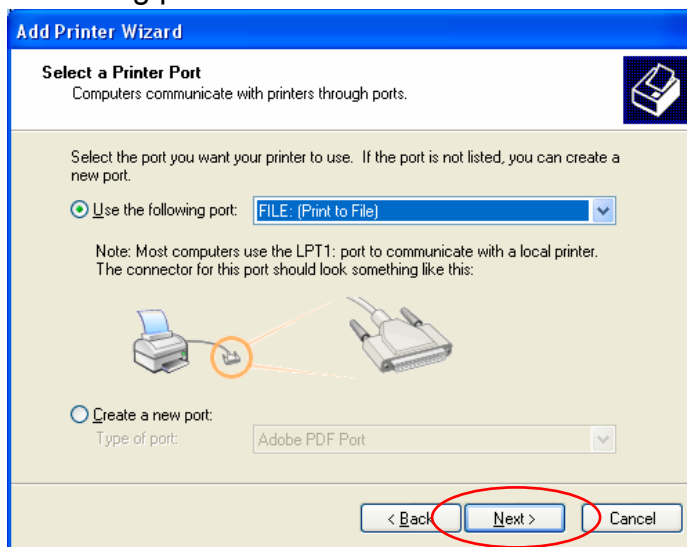 Add Printer Wizard
Select a Printer Port
Computers communicate with printers through ports.
Select the port you want your printer to use. If the port is not listed, you can create a
new port.
Use the following port: FILE: (Print to File)
Note: Most computers use the LPT1: port to communicate with a local printer.
The connector for this port should look something like this:
Create a new port:
Type of port: Adobe PDF Port
< Back Next > Cancel